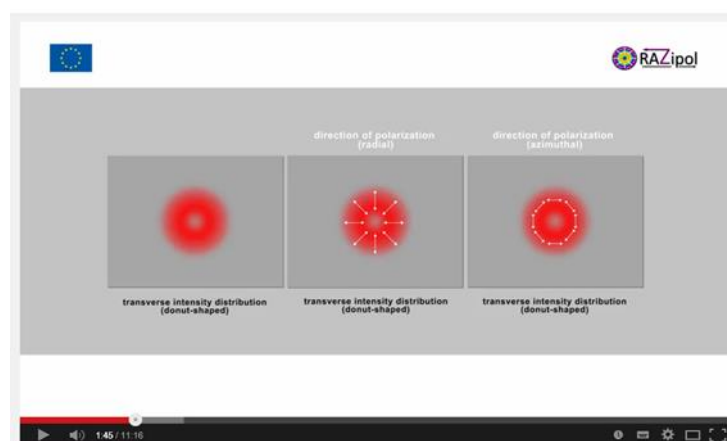 RAZipol
direction of polarization
(radial)
direction of polarization
(azimuthal)
transverse intensity distribution
(donut-shaped)
transverse intensity distribution
(donut-shaped)
transverse intensity distribution
(donut-shaped)
1:45 / 11:16